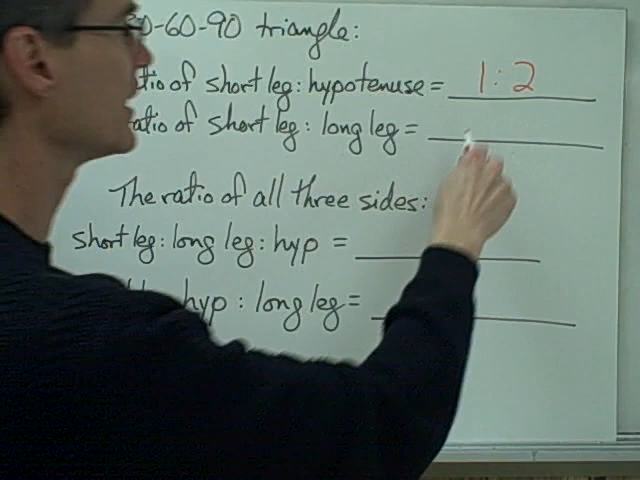 0-60-90 triangle:
tio of short leg: hypotenuse = 1:2
atio of short leg: long leg =
The ratio of all three sides:
short leg: long leg: hyp =
hyp: long leg =